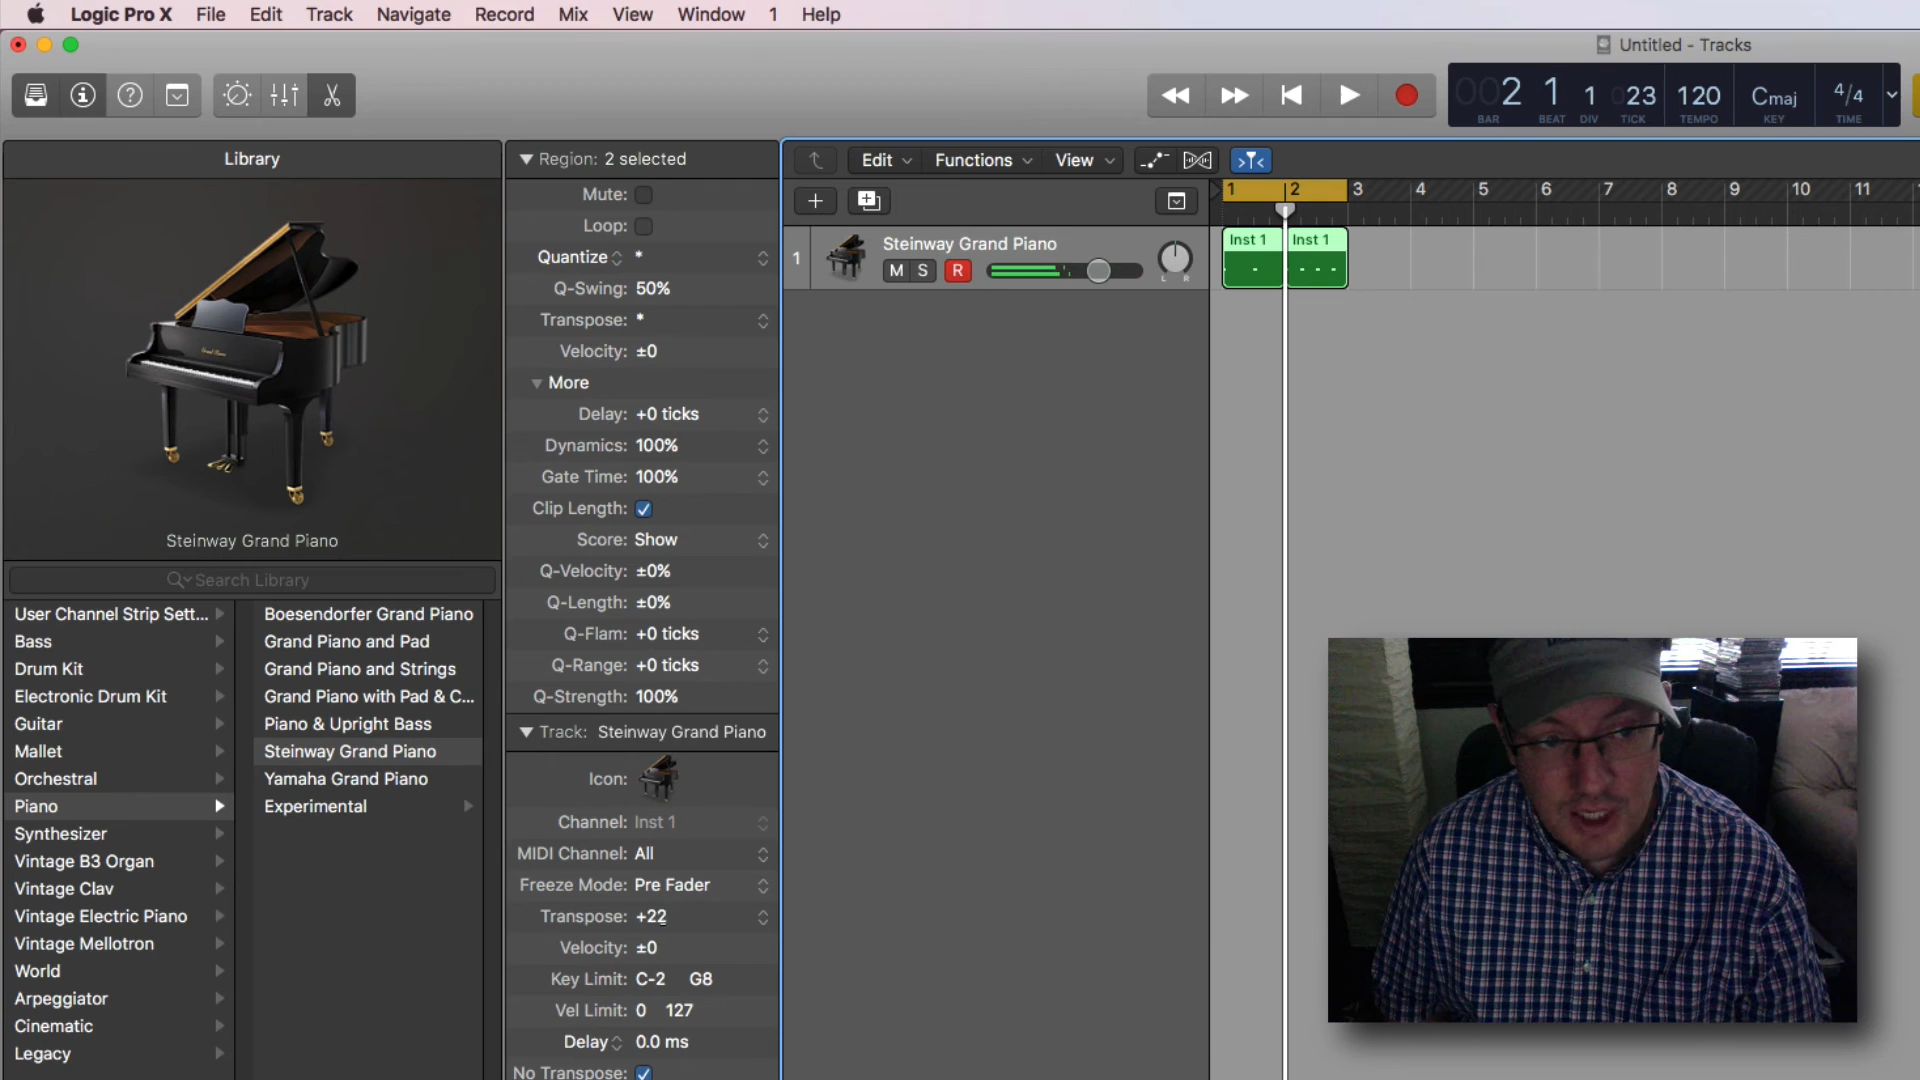 Logic Pro X File Edit Track Navigate Record Mix View Window 1 Help
Untitled - Tracks
002 1 1 023 120 Cmaj 4/4
BAR BEAT DIV TICK TEMPO KEY TIME
Library
Steinway Grand Piano
Search Library
User Channel Strip Sett...
Bass
Drum Kit
Electronic Drum Kit
Guitar
Mallet
Orchestral
Piano
Synthesizer
Vintage B3 Organ
Vintage Clav
Vintage Electric Piano
Vintage Mellotron
World
Arpeggiator
Cinematic
Legacy
Boesendorfer Grand Piano
Grand Piano and Pad
Grand Piano and Strings
Grand Piano with Pad & C...
Piano & Upright Bass
Steinway Grand Piano
Yamaha Grand Piano
Experimental
Region: 2 selected
Mute:
Loop:
Quantize *
Q-Swing: 50%
Transpose: *
Velocity: ±0
More
Delay: +0 ticks
Dynamics: 100%
Gate Time: 100%
Clip Length:
Score: Show
Q-Velocity: ±0%
Q-Length: ±0%
Q-Flam: +0 ticks
Q-Range: +0 ticks
Q-Strength: 100%
Track: Steinway Grand Piano
Icon:
Channel: Inst 1
MIDI Channel: All
Freeze Mode: Pre Fader
Transpose: +22
Velocity: ±0
Key Limit: C-2 G8
Vel Limit: 0 127
Delay 0.0 ms
No Transpose:
Edit Functions View
1 2 3 4 5 6 7 8 9 10 11
1
Steinway Grand Piano
M S R
L R
Inst 1 Inst 1